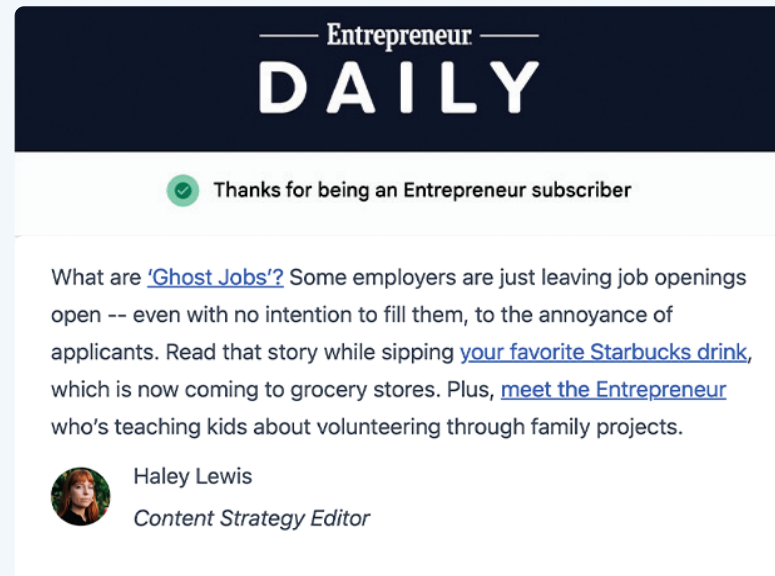 Entrepreneur
DAILY
Thanks for being an Entrepreneur subscriber
What are ‘Ghost Jobs’? Some employers are just leaving job openings
open -- even with no intention to fill them, to the annoyance of
applicants. Read that story while sipping your favorite Starbucks drink,
which is now coming to grocery stores. Plus, meet the Entrepreneur
who’s teaching kids about volunteering through family projects.
Haley Lewis
Content Strategy Editor